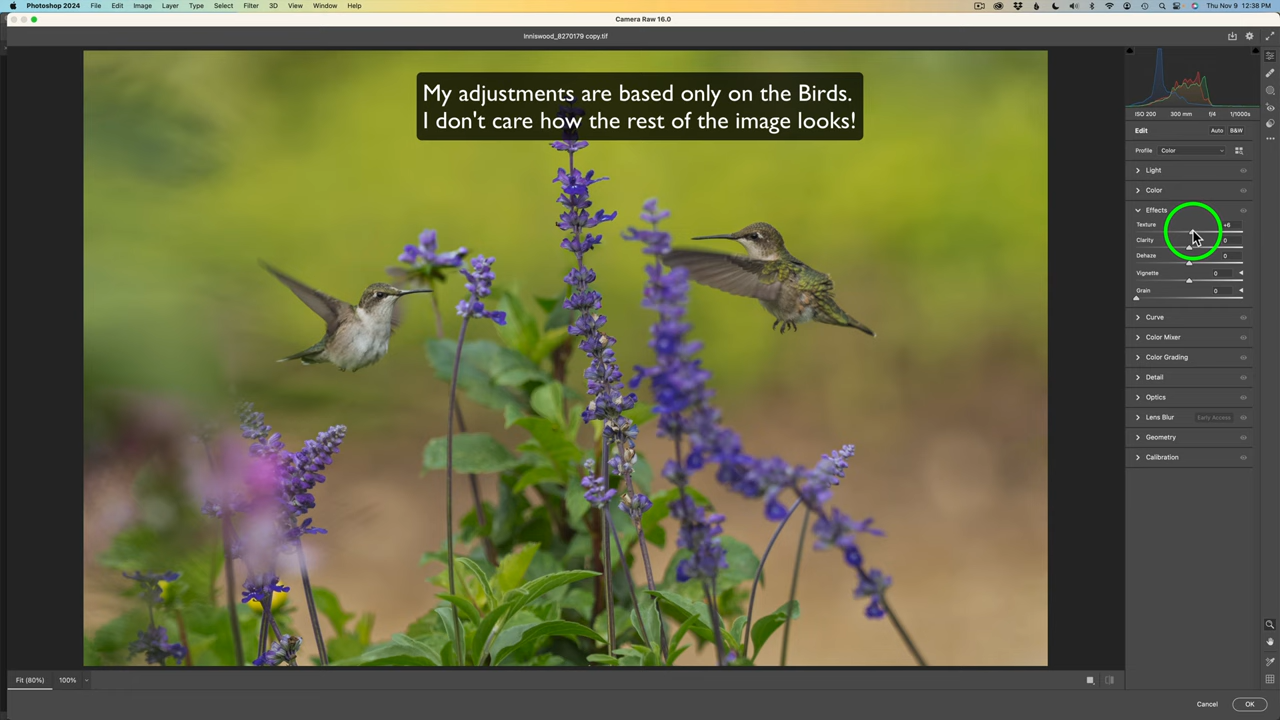 Photoshop 2024 File Edit Image Layer Type Select Filter 3D View Window Help Thu Nov 9 12:38 PM
Camera Raw 16.0
Inniswood_8270179 copy.tif
My adjustments are based only on the Birds.
I don't care how the rest of the image looks!
ISO 200 300 mm f/4 1/1000s
Edit Auto B&W
Profile Color
Light
Color
Effects
Texture +6
Clarity 0
Dehaze 0
Vignette 0
Grain 0
Curve
Color Mixer
Color Grading
Detail
Optics
Lens Blur Early Access
Geometry
Calibration
Fit (80%) 100%
Cancel OK